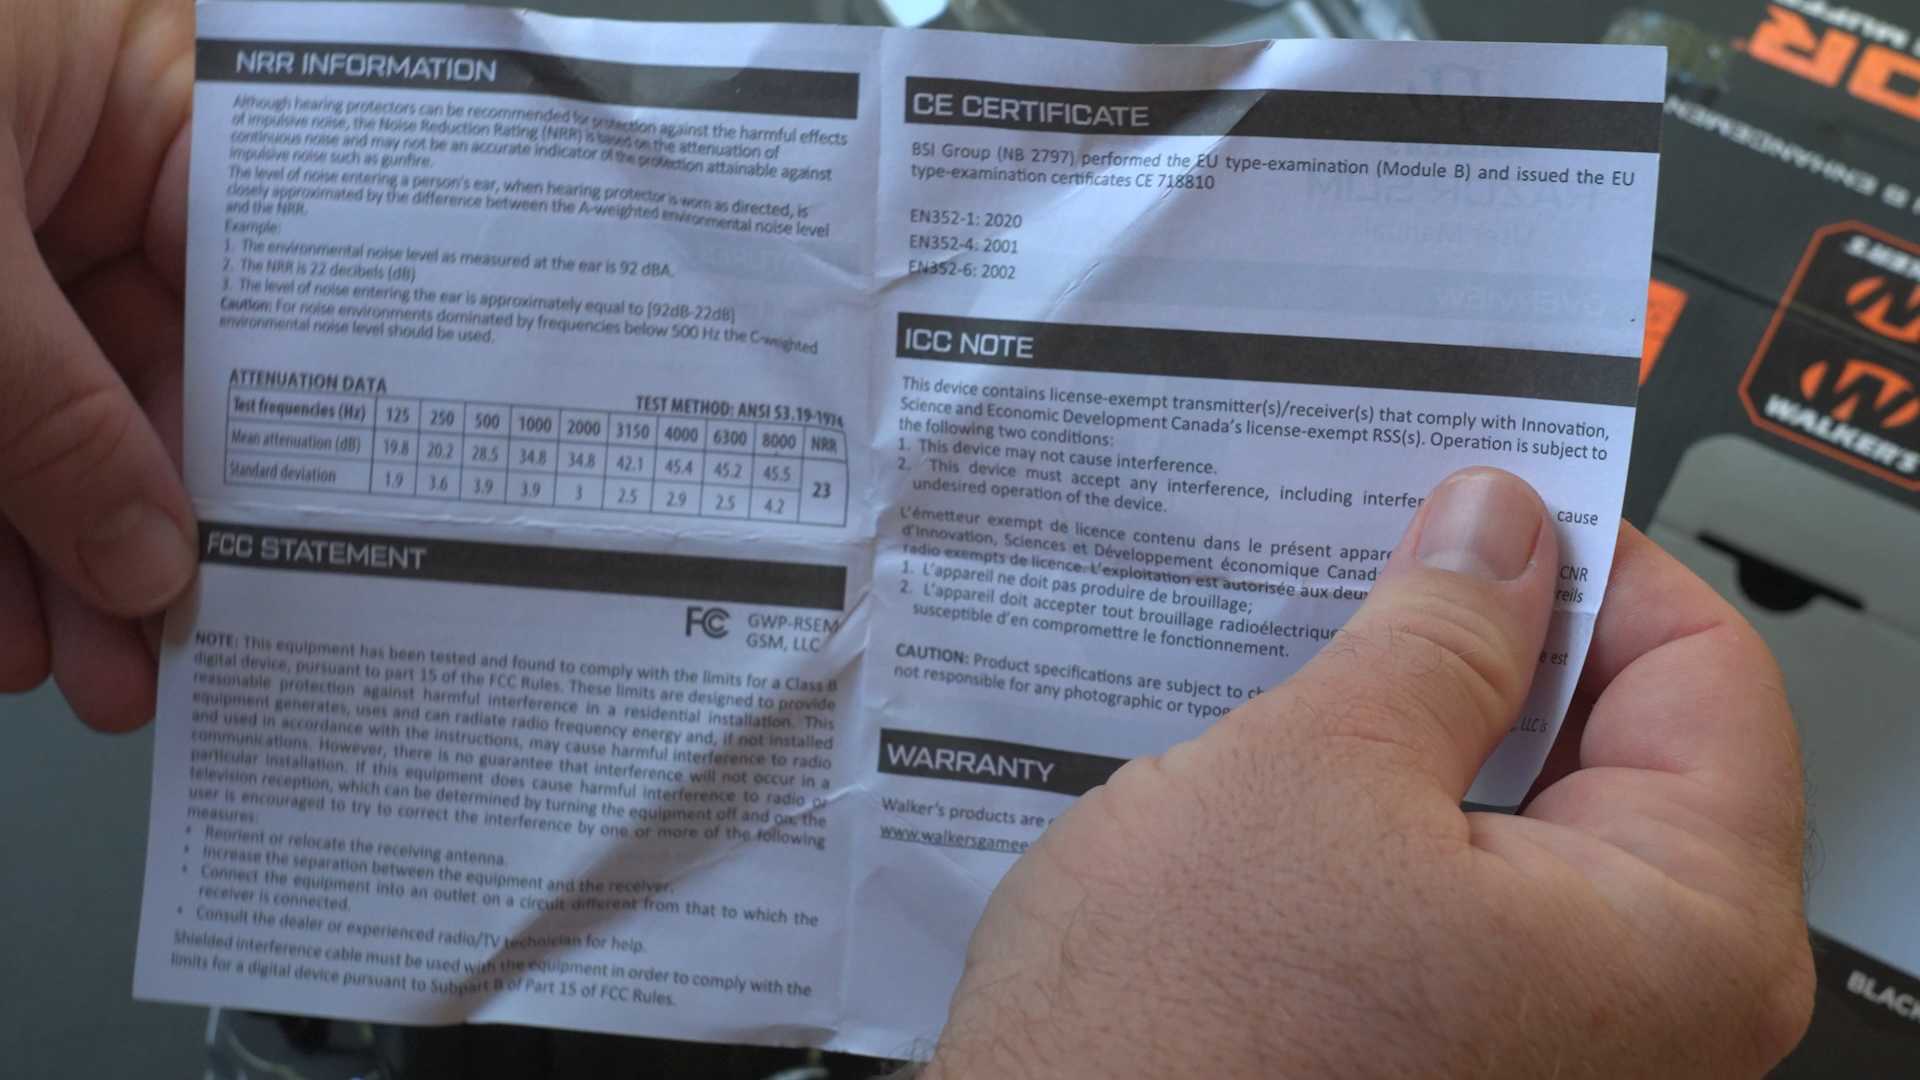 NRR INFORMATION
Although hearing protectors can be recommended for protection against the harmful effects
of impulsive noise, the Noise Reduction Rating (NRR) is based on the attenuation of
continuous noise and may not be an accurate indicator of the protection attainable against
impulsive noise such as gunfire.
The level of noise entering a person's ear, when hearing protector is worn as directed, is
closely approximated by the difference between the A-weighted environmental noise level
and the NRR.
Example:
1. The environmental noise level as measured at the ear is 92 dBA.
2. The NRR is 22 decibels (dB)
3. The level of noise entering the ear is approximately equal to [92dB-22dB]
Caution: For noise environments dominated by frequencies below 500 Hz the C-weighted
environmental noise level should be used.
ATTENUATION DATA
TEST METHOD: ANSI S3.19-1974
Test frequencies (Hz) 125 250 500 1000 2000 3150 4000 6300 8000 NRR
Mean attenuation (dB) 19.8 20.2 28.5 34.8 34.8 42.1 45.4 45.2 45.5 23
Standard deviation 1.9 3.6 3.9 3.9 3 2.5 2.9 2.5 4.2
FCC STATEMENT
FC GWP-RSEM
GSM, LLC
NOTE: This equipment has been tested and found to comply with the limits for a Class B
digital device, pursuant to part 15 of the FCC Rules. These limits are designed to provide
reasonable protection against harmful interference in a residential installation. This
equipment generates, uses and can radiate radio frequency energy and, if not installed
and used in accordance with the instructions, may cause harmful interference to radio
communications. However, there is no guarantee that interference will not occur in a
particular installation. If this equipment does cause harmful interference to radio or
television reception, which can be determined by turning the equipment off and on, the
user is encouraged to try to correct the interference by one or more of the following
measures:
* Reorient or relocate the receiving antenna.
* Increase the separation between the equipment and the receiver.
* Connect the equipment into an outlet on a circuit different from that to which the
receiver is connected.
* Consult the dealer or experienced radio/TV technician for help.
Shielded interference cable must be used with the equipment in order to comply with the
limits for a digital device pursuant to Subpart B of Part 15 of FCC Rules.
CE CERTIFICATE
BSI Group (NB 2797) performed the EU type-examination (Module B) and issued the EU
type-examination certificates CE 718810
EN352-1: 2020
EN352-4: 2001
EN352-6: 2002
ICC NOTE
This device contains license-exempt transmitter(s)/receiver(s) that comply with Innovation,
Science and Economic Development Canada's license-exempt RSS(s). Operation is subject to
the following two conditions:
1. This device may not cause interference.
2. This device must accept any interference, including interfer cause
undesired operation of the device.
L'émetteur exempt de licence contenu dans le présent appare CNR
d'Innovation, Sciences et Développement économique Canad reils
radio exempts de licence. L'exploitation est autorisée aux deux
1. L'appareil ne doit pas produire de brouillage;
2. L'appareil doit accepter tout brouillage radioélectrique e est
susceptible d'en compromettre le fonctionnement.
CAUTION: Product specifications are subject to ch LLC is
not responsible for any photographic or typog
WARRANTY
Walker's products are
www.walkersgamee
WALKER'S
BLACK